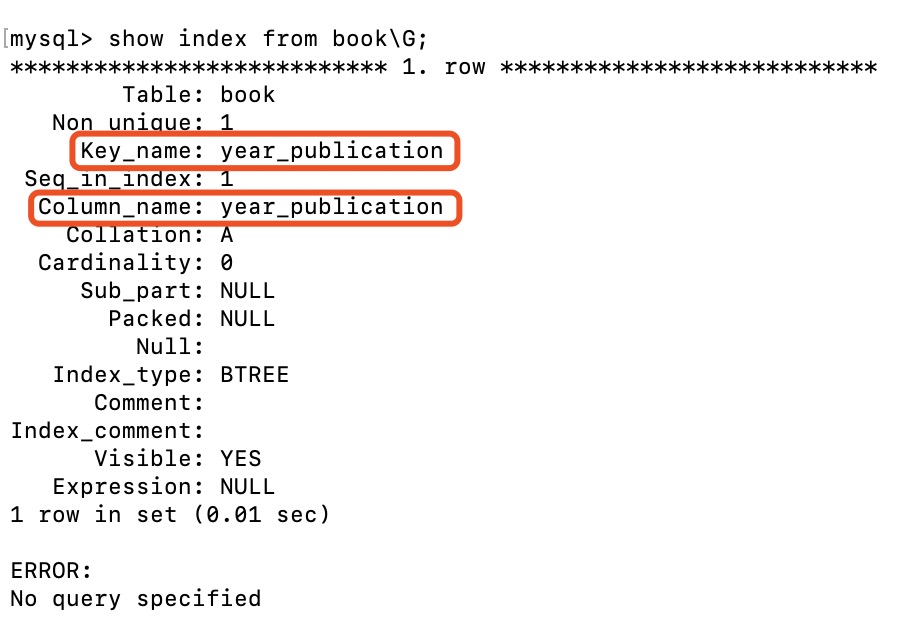 [mysql> show index from book\G;
*************************** 1. row ***************************
Table: book
Non_unique: 1
Key_name: year_publication
Seq_in_index: 1
Column_name: year_publication
Collation: A
Cardinality: 0
Sub_part: NULL
Packed: NULL
Null:
Index_type: BTREE
Comment:
Index_comment:
Visible: YES
Expression: NULL
1 row in set (0.01 sec)
ERROR:
No query specified